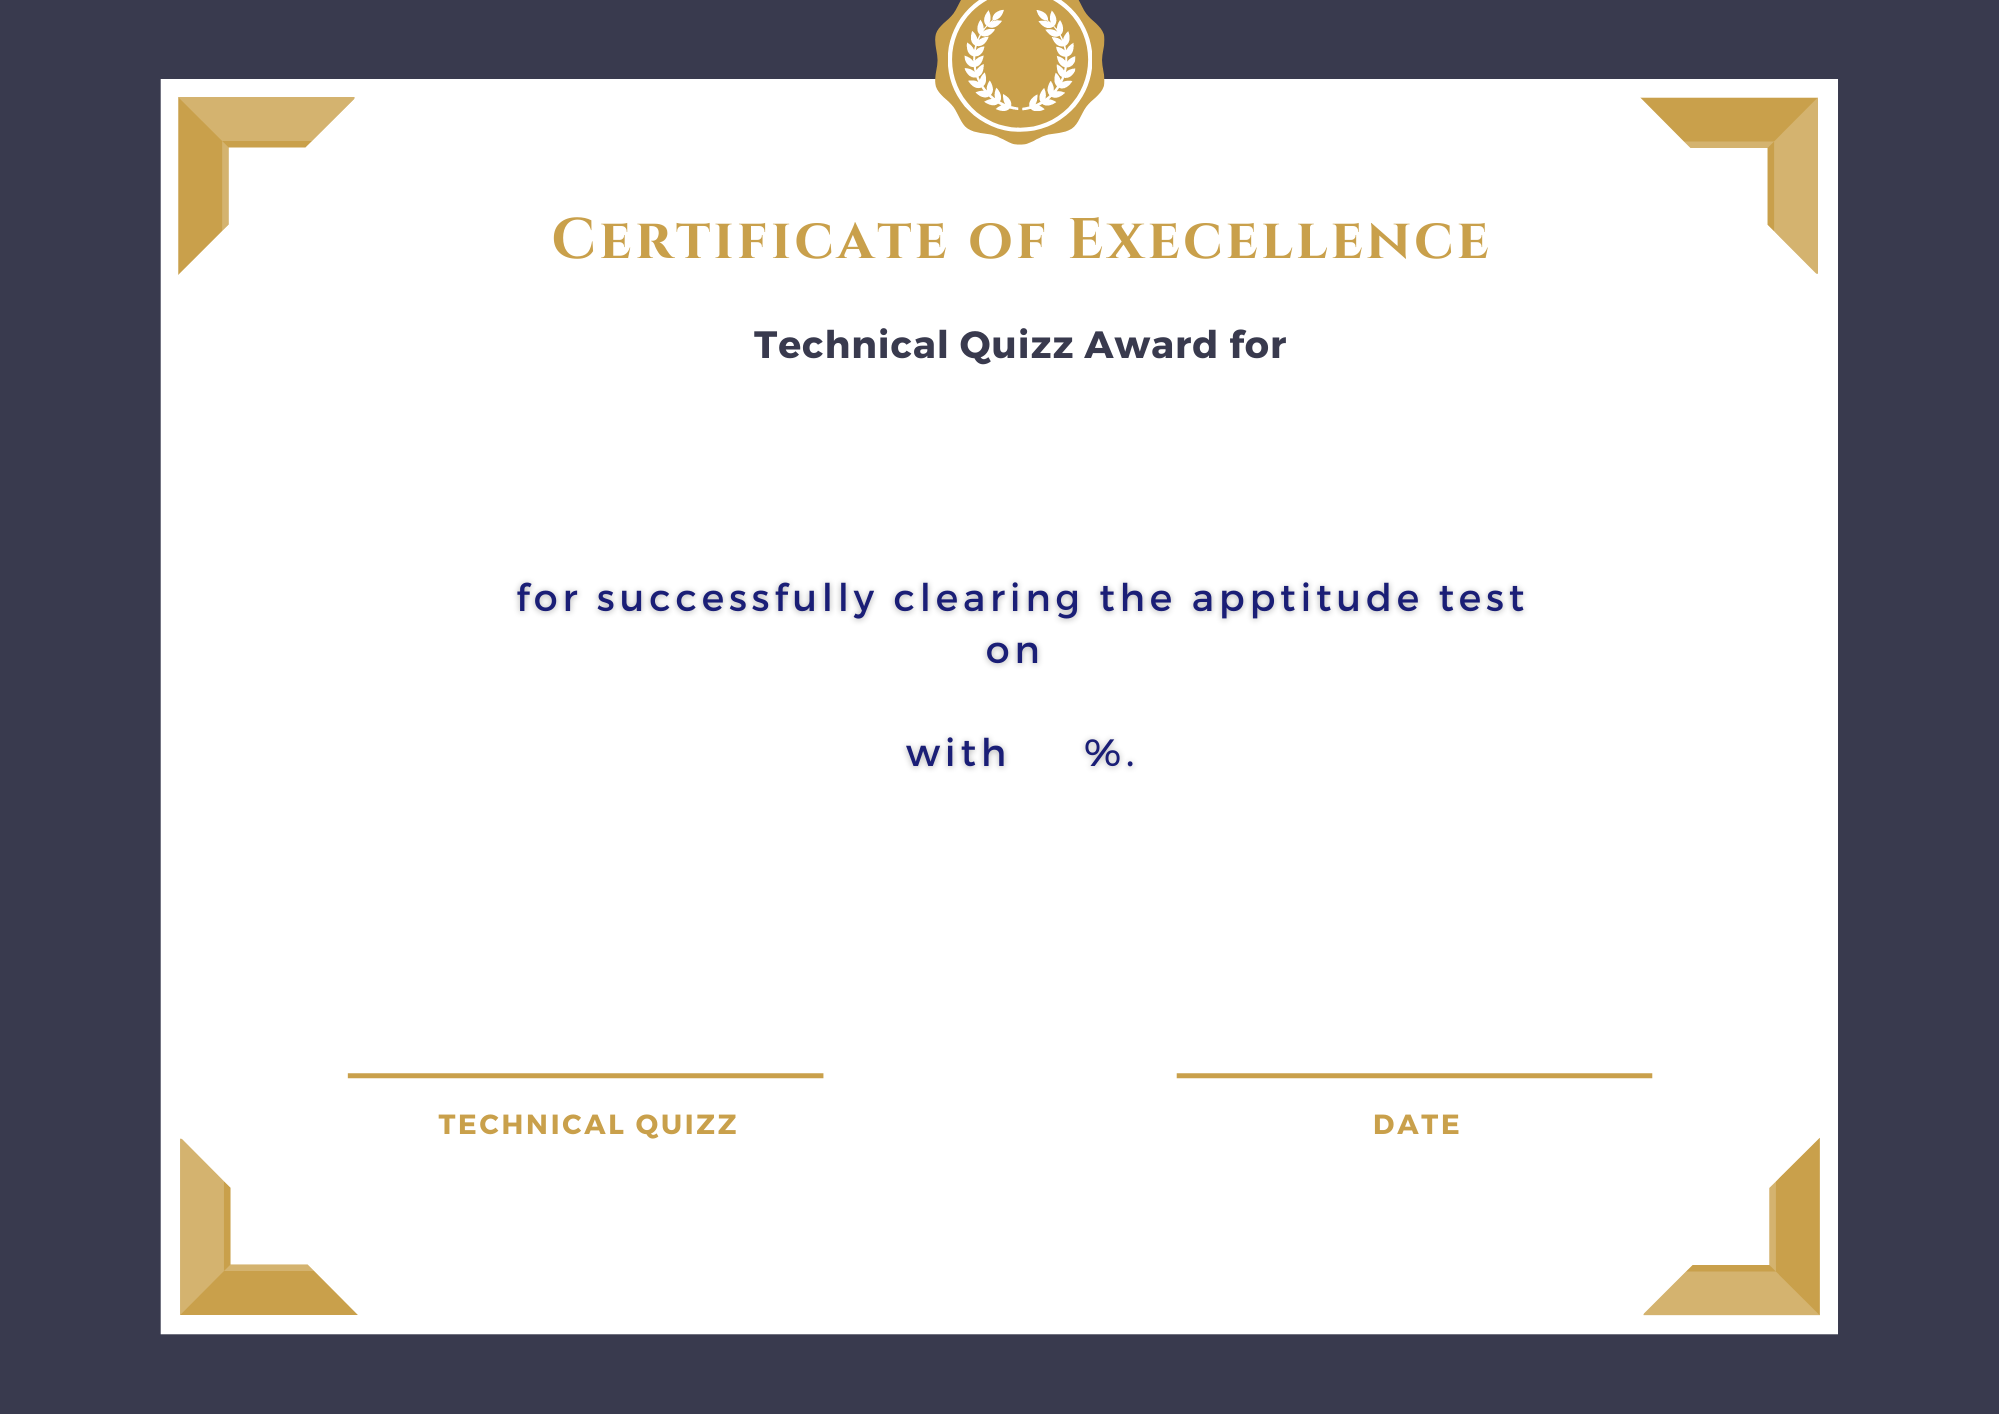 Certificate of Execellence
Technical Quizz Award for
for successfully clearing the apptitude test
on
with %.
TECHNICAL QUIZZ
DATE